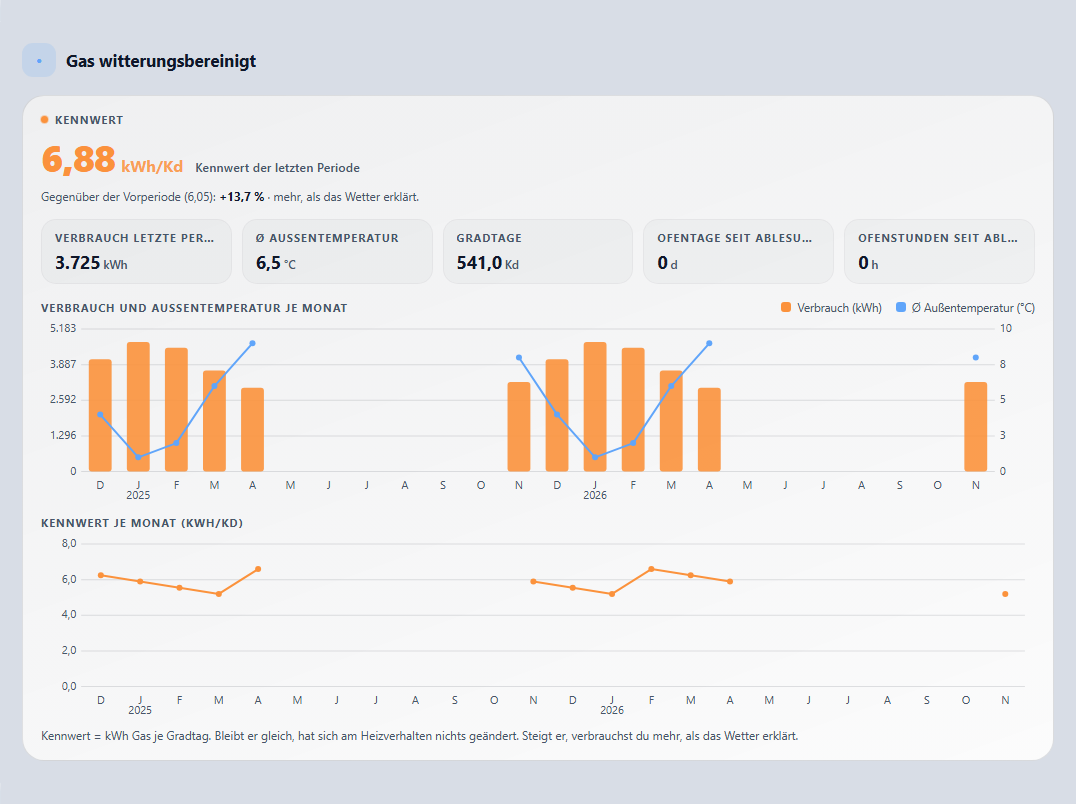 Gas witterungsbereinigt
KENNWERT
6,88 kWh/Kd Kennwert der letzten Periode
Gegenüber der Vorperiode (6,05): +13,7 % · mehr, als das Wetter erklärt.
VERBRAUCH LETZTE PER...
3.725 kWh
Ø AUSSENTEMPERATUR
6,5 °C
GRADTAGE
541,0 Kd
OFENTAGE SEIT ABLESU...
0 d
OFENSTUNDEN SEIT ABL...
0 h
VERBRAUCH UND AUSSENTEMPERATUR JE MONAT
Verbrauch (kWh) Ø Außentemperatur (°C)
5.183 10
3.887 8
2.592 5
1.296 3
0 0
D J F M A M J J A S O N D J F M A M J J A S O N
2025 2026
KENNWERT JE MONAT (KWH/KD)
8,0
6,0
4,0
2,0
0,0
D J F M A M J J A S O N D J F M A M J J A S O N
2025 2026
Kennwert = kWh Gas je Gradtag. Bleibt er gleich, hat sich am Heizverhalten nichts geändert. Steigt er, verbrauchst du mehr, als das Wetter erklärt.